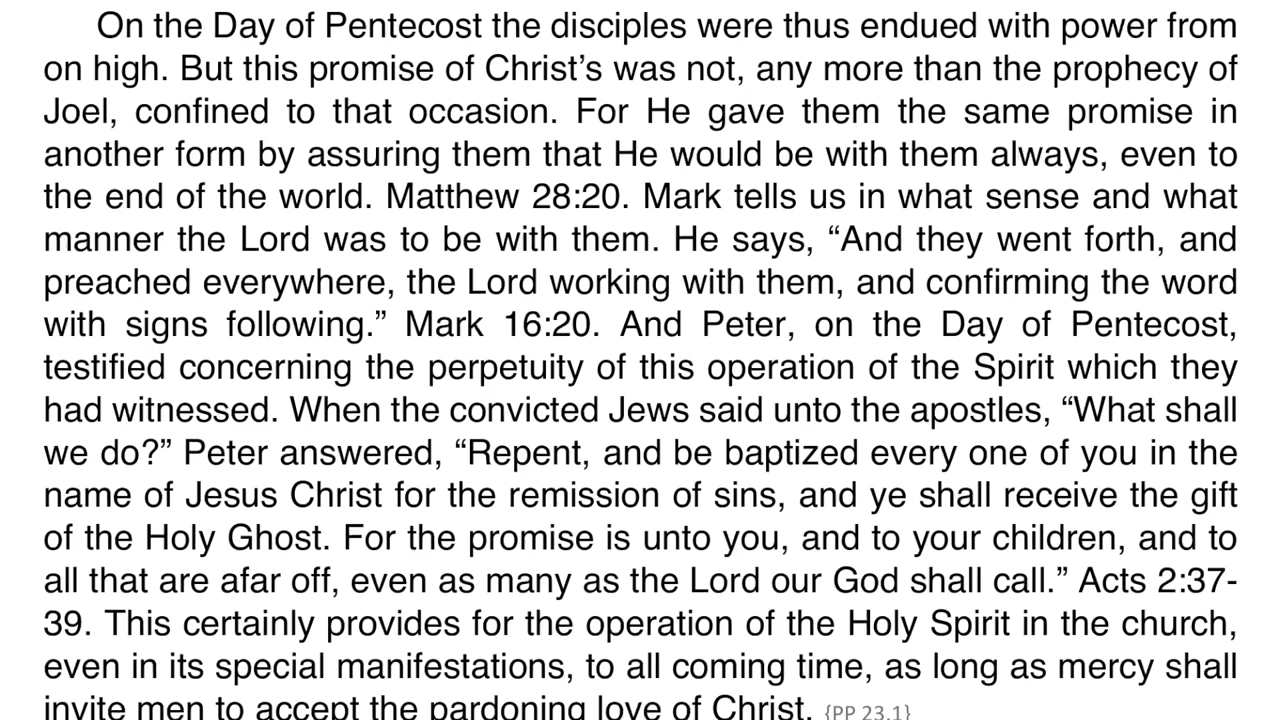 On the Day of Pentecost the disciples were thus endued with power from
on high. But this promise of Christ’s was not, any more than the prophecy of
Joel, confined to that occasion. For He gave them the same promise in
another form by assuring them that He would be with them always, even to
the end of the world. Matthew 28:20. Mark tells us in what sense and what
manner the Lord was to be with them. He says, “And they went forth, and
preached everywhere, the Lord working with them, and confirming the word
with signs following.” Mark 16:20. And Peter, on the Day of Pentecost,
testified concerning the perpetuity of this operation of the Spirit which they
had witnessed. When the convicted Jews said unto the apostles, “What shall
we do?” Peter answered, “Repent, and be baptized every one of you in the
name of Jesus Christ for the remission of sins, and ye shall receive the gift
of the Holy Ghost. For the promise is unto you, and to your children, and to
all that are afar off, even as many as the Lord our God shall call.” Acts 2:37-
39. This certainly provides for the operation of the Holy Spirit in the church,
even in its special manifestations, to all coming time, as long as mercy shall
invite men to accept the pardoning love of Christ. {PP 23.1}